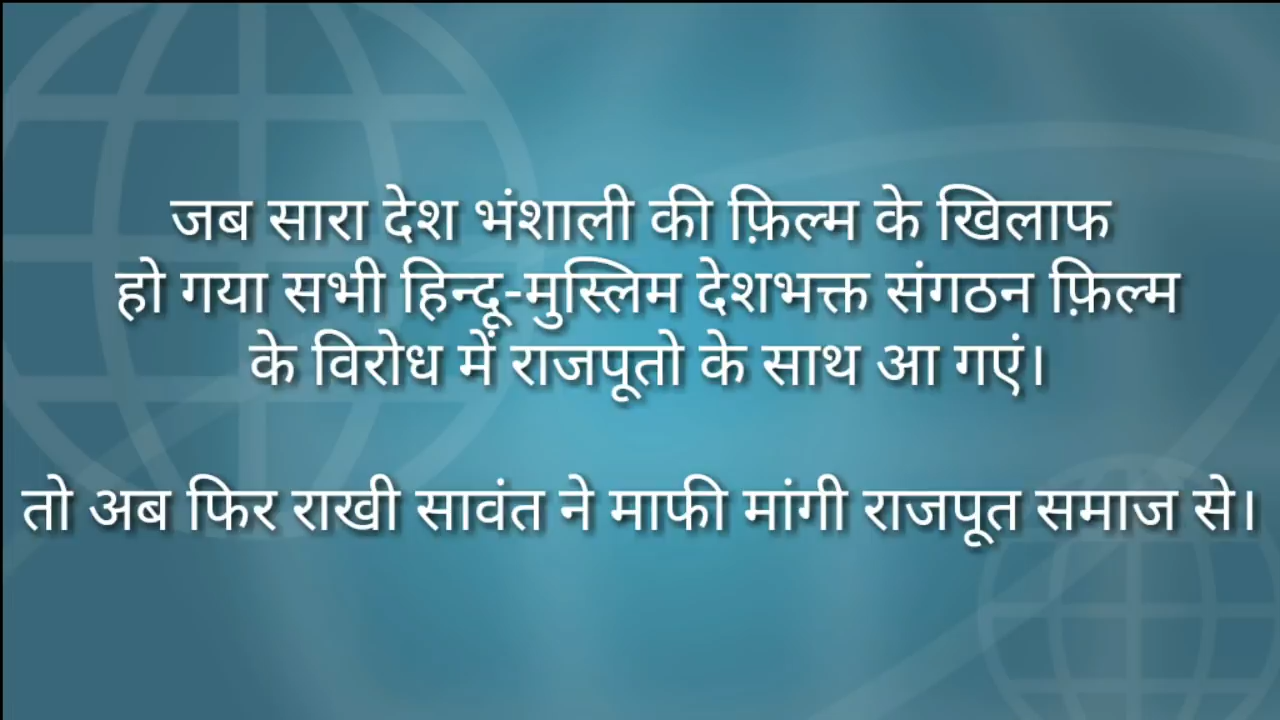 जब सारा देश भंशाली की फ़िल्म के खिलाफ
हो गया सभी हिन्दू-मुस्लिम देशभक्त संगठन फ़िल्म
के विरोध में राजपूतो के साथ आ गएं।
तो अब फिर राखी सावंत ने माफी मांगी राजपूत समाज से।